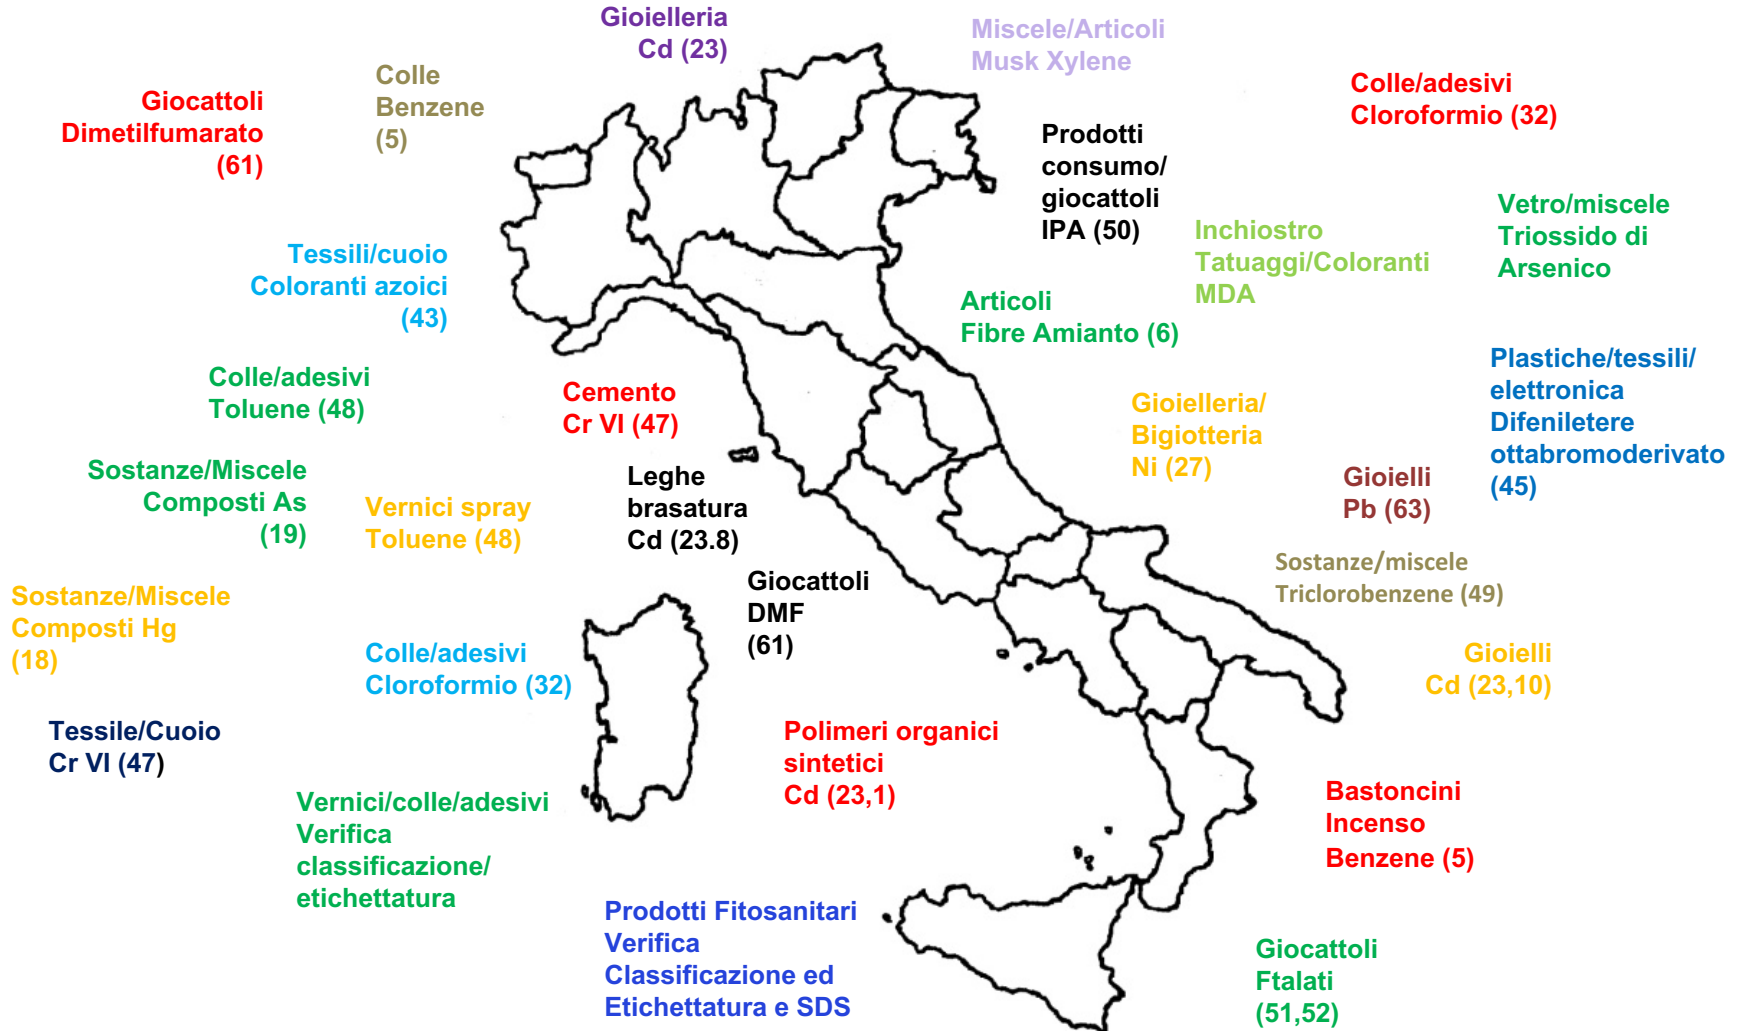 Gioielleria
Cd (23)
Miscele/Articoli
Musk Xylene
Colle
Benzene
(5)
Giocattoli
Dimetilfumarato
(61)
Colle/adesivi
Cloroformio (32)
Prodotti
consumo/
giocattoli
IPA (50)
Vetro/miscele
Triossido di
Arsenico
Inchiostro
Tatuaggi/Coloranti
MDA
Tessili/cuoio
Coloranti azoici
(43)
Articoli
Fibre Amianto (6)
Plastiche/tessili/
elettronica
Difeniletere
ottabromoderivato
(45)
Colle/adesivi
Toluene (48)
Cemento
Cr VI (47)
Gioielleria/
Bigiotteria
Ni (27)
Sostanze/Miscele
Composti As
(19)
Leghe
brasatura
Cd (23.8)
Gioielli
Pb (63)
Vernici spray
Toluene (48)
Sostanze/miscele
Triclorobenzene (49)
Giocattoli
DMF
(61)
Sostanze/Miscele
Composti Hg
(18)
Colle/adesivi
Cloroformio (32)
Gioielli
Cd (23,10)
Tessile/Cuoio
Cr VI (47)
Polimeri organici
sintetici
Cd (23,1)
Bastoncini
Incenso
Benzene (5)
Vernici/colle/adesivi
Verifica
classificazione/
etichettatura
Prodotti Fitosanitari
Verifica
Classificazione ed
Etichettatura e SDS
Giocattoli
Ftalati
(51,52)